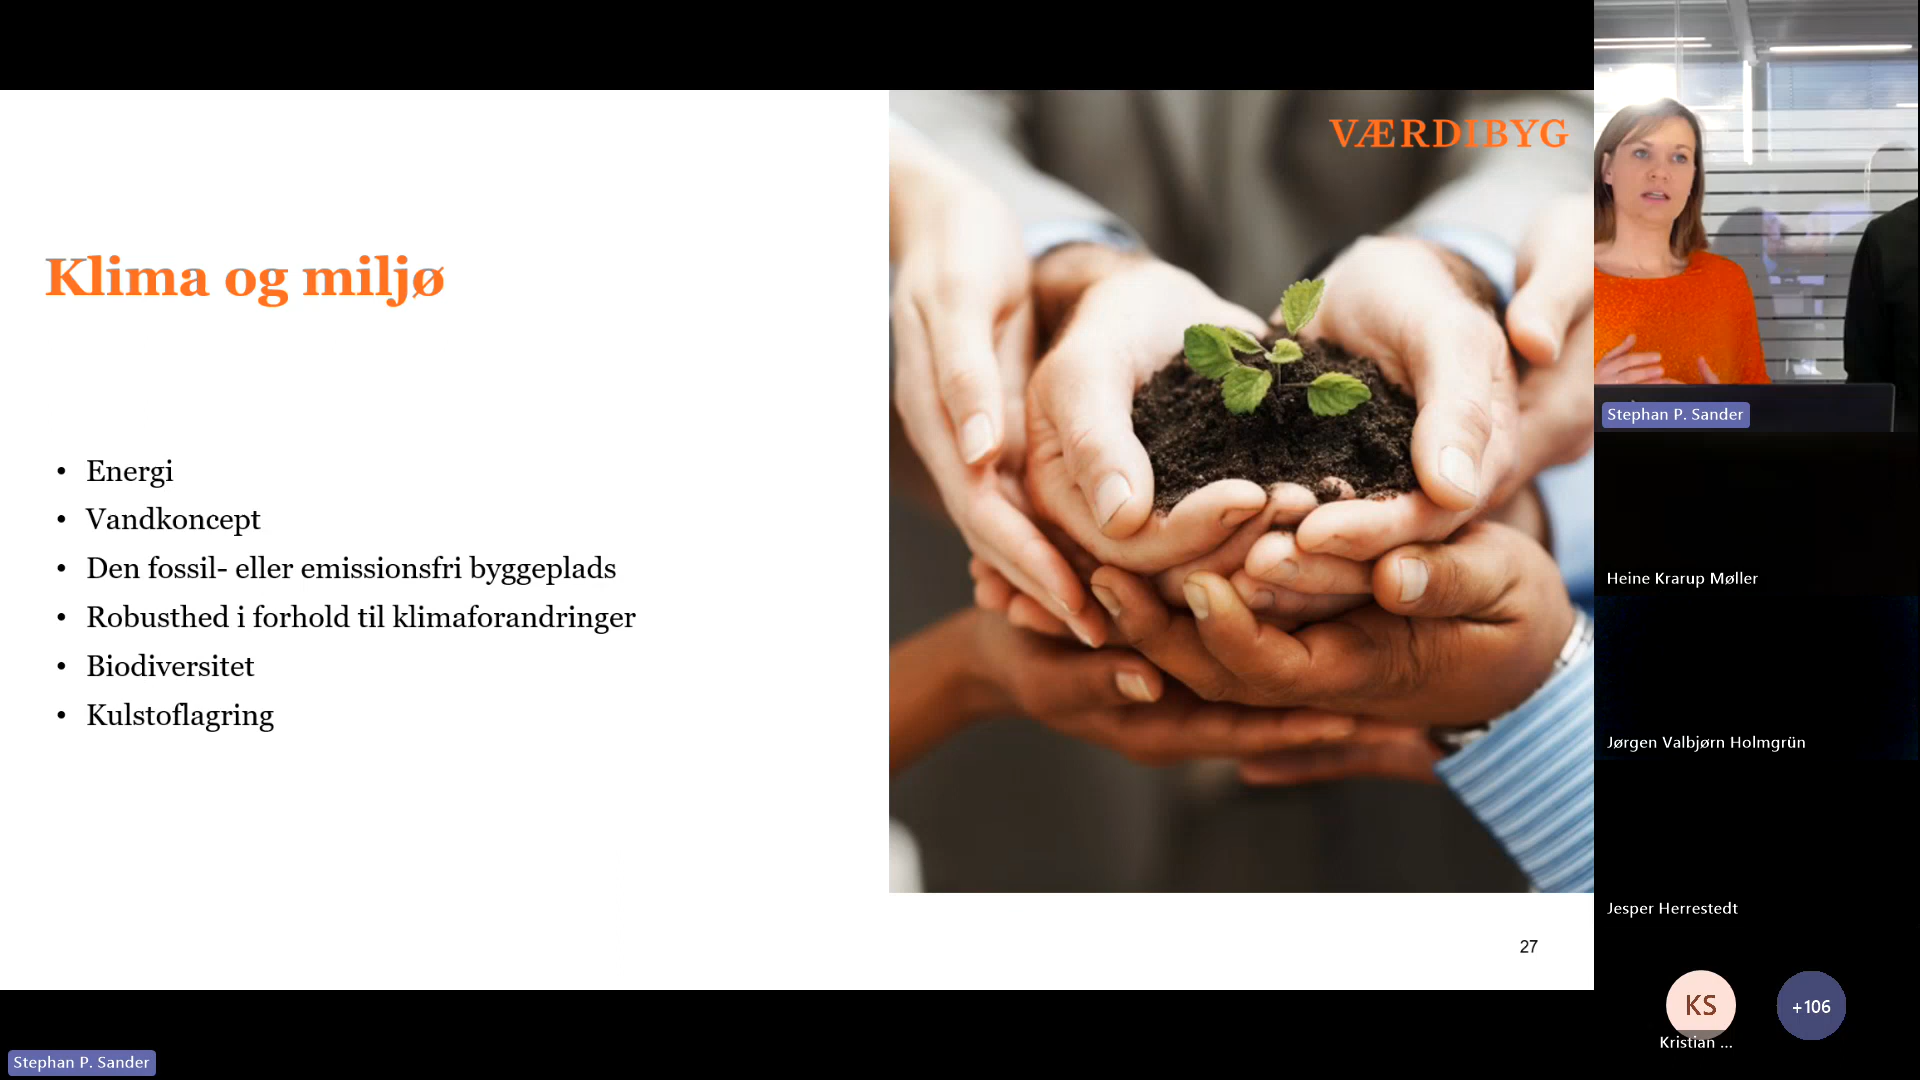 VÆRDIBYG
Klima og miljø
• Energi
• Vandkoncept
• Den fossil- eller emissionsfri byggeplads
• Robusthed i forhold til klimaforandringer
• Biodiversitet
• Kulstoflagring
27
Stephan P. Sander
Stephan P. Sander
Heine Krarup Møller
Jørgen Valbjørn Holmgrün
Jesper Herrestedt
KS
Kristian ...
+106